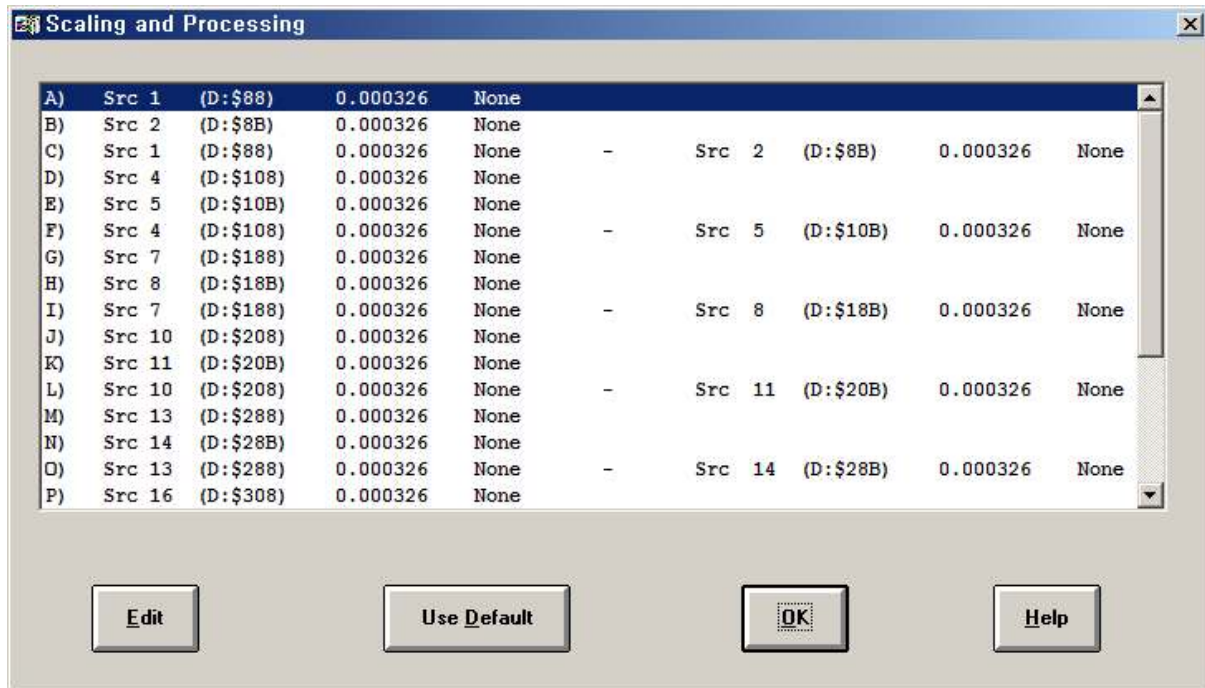 Scaling and Processing
A) Src 1 (D:$88) 0.000326 None
B) Src 2 (D:$8B) 0.000326 None
C) Src 1 (D:$88) 0.000326 None - Src 2 (D:$8B) 0.000326 None
D) Src 4 (D:$108) 0.000326 None
E) Src 5 (D:$10B) 0.000326 None
F) Src 4 (D:$108) 0.000326 None - Src 5 (D:$10B) 0.000326 None
G) Src 7 (D:$188) 0.000326 None
H) Src 8 (D:$18B) 0.000326 None
I) Src 7 (D:$188) 0.000326 None - Src 8 (D:$18B) 0.000326 None
J) Src 10 (D:$208) 0.000326 None
K) Src 11 (D:$20B) 0.000326 None
L) Src 10 (D:$208) 0.000326 None - Src 11 (D:$20B) 0.000326 None
M) Src 13 (D:$288) 0.000326 None
N) Src 14 (D:$28B) 0.000326 None
O) Src 13 (D:$288) 0.000326 None - Src 14 (D:$28B) 0.000326 None
P) Src 16 (D:$308) 0.000326 None
Edit Use Default OK Help